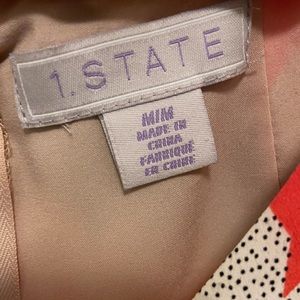 1.STATE
M/M
MADE IN
CHINA
FABRIQUÉ
EN CHINE